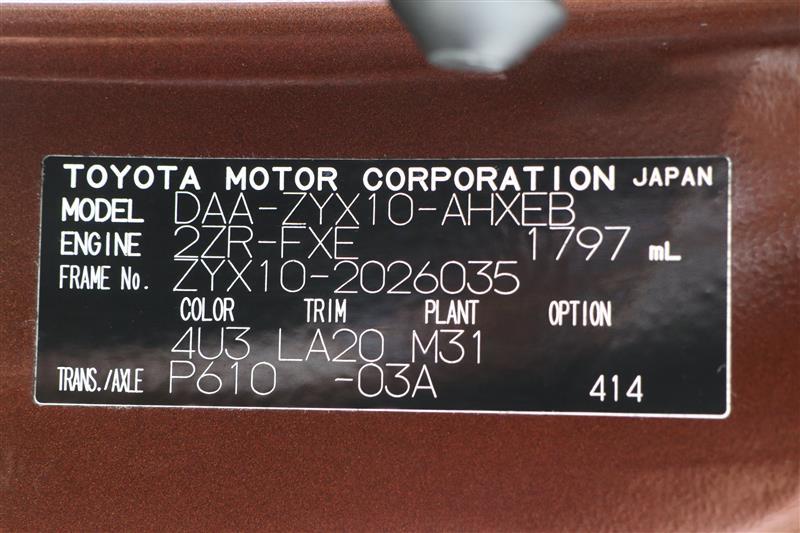 TOYOTA MOTOR CORPORATION JAPAN
MODEL DAA-ZYX10-AHXEB
ENGINE 2ZR-FXE 1797 mL
FRAME No. ZYX10-2026035
COLOR TRIM PLANT OPTION
4U3 LA20 M31
TRANS./AXLE P610 -03A 414